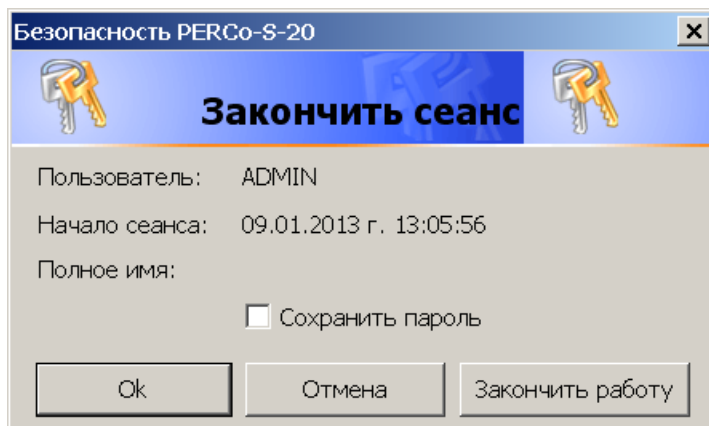 Безопасность PERCo-S-20
Закончить сеанс
Пользователь: ADMIN
Начало сеанса: 09.01.2013 г. 13:05:56
Полное имя:
Сохранить пароль
Ok Отмена Закончить работу